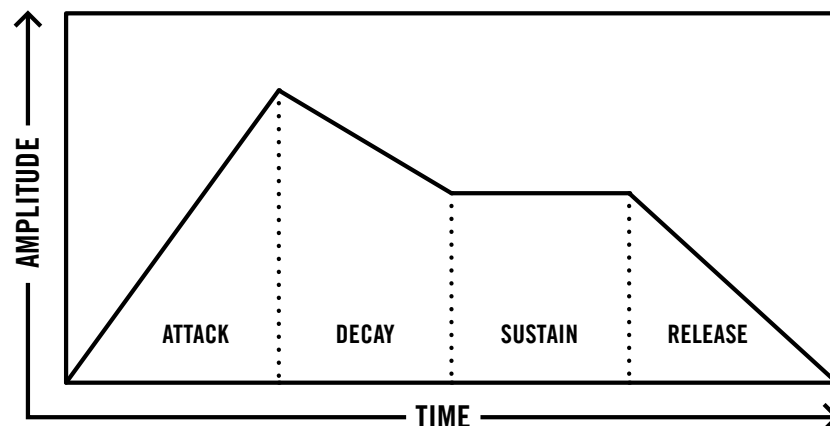 AMPLITUDE
ATTACK
DECAY
SUSTAIN
RELEASE
TIME